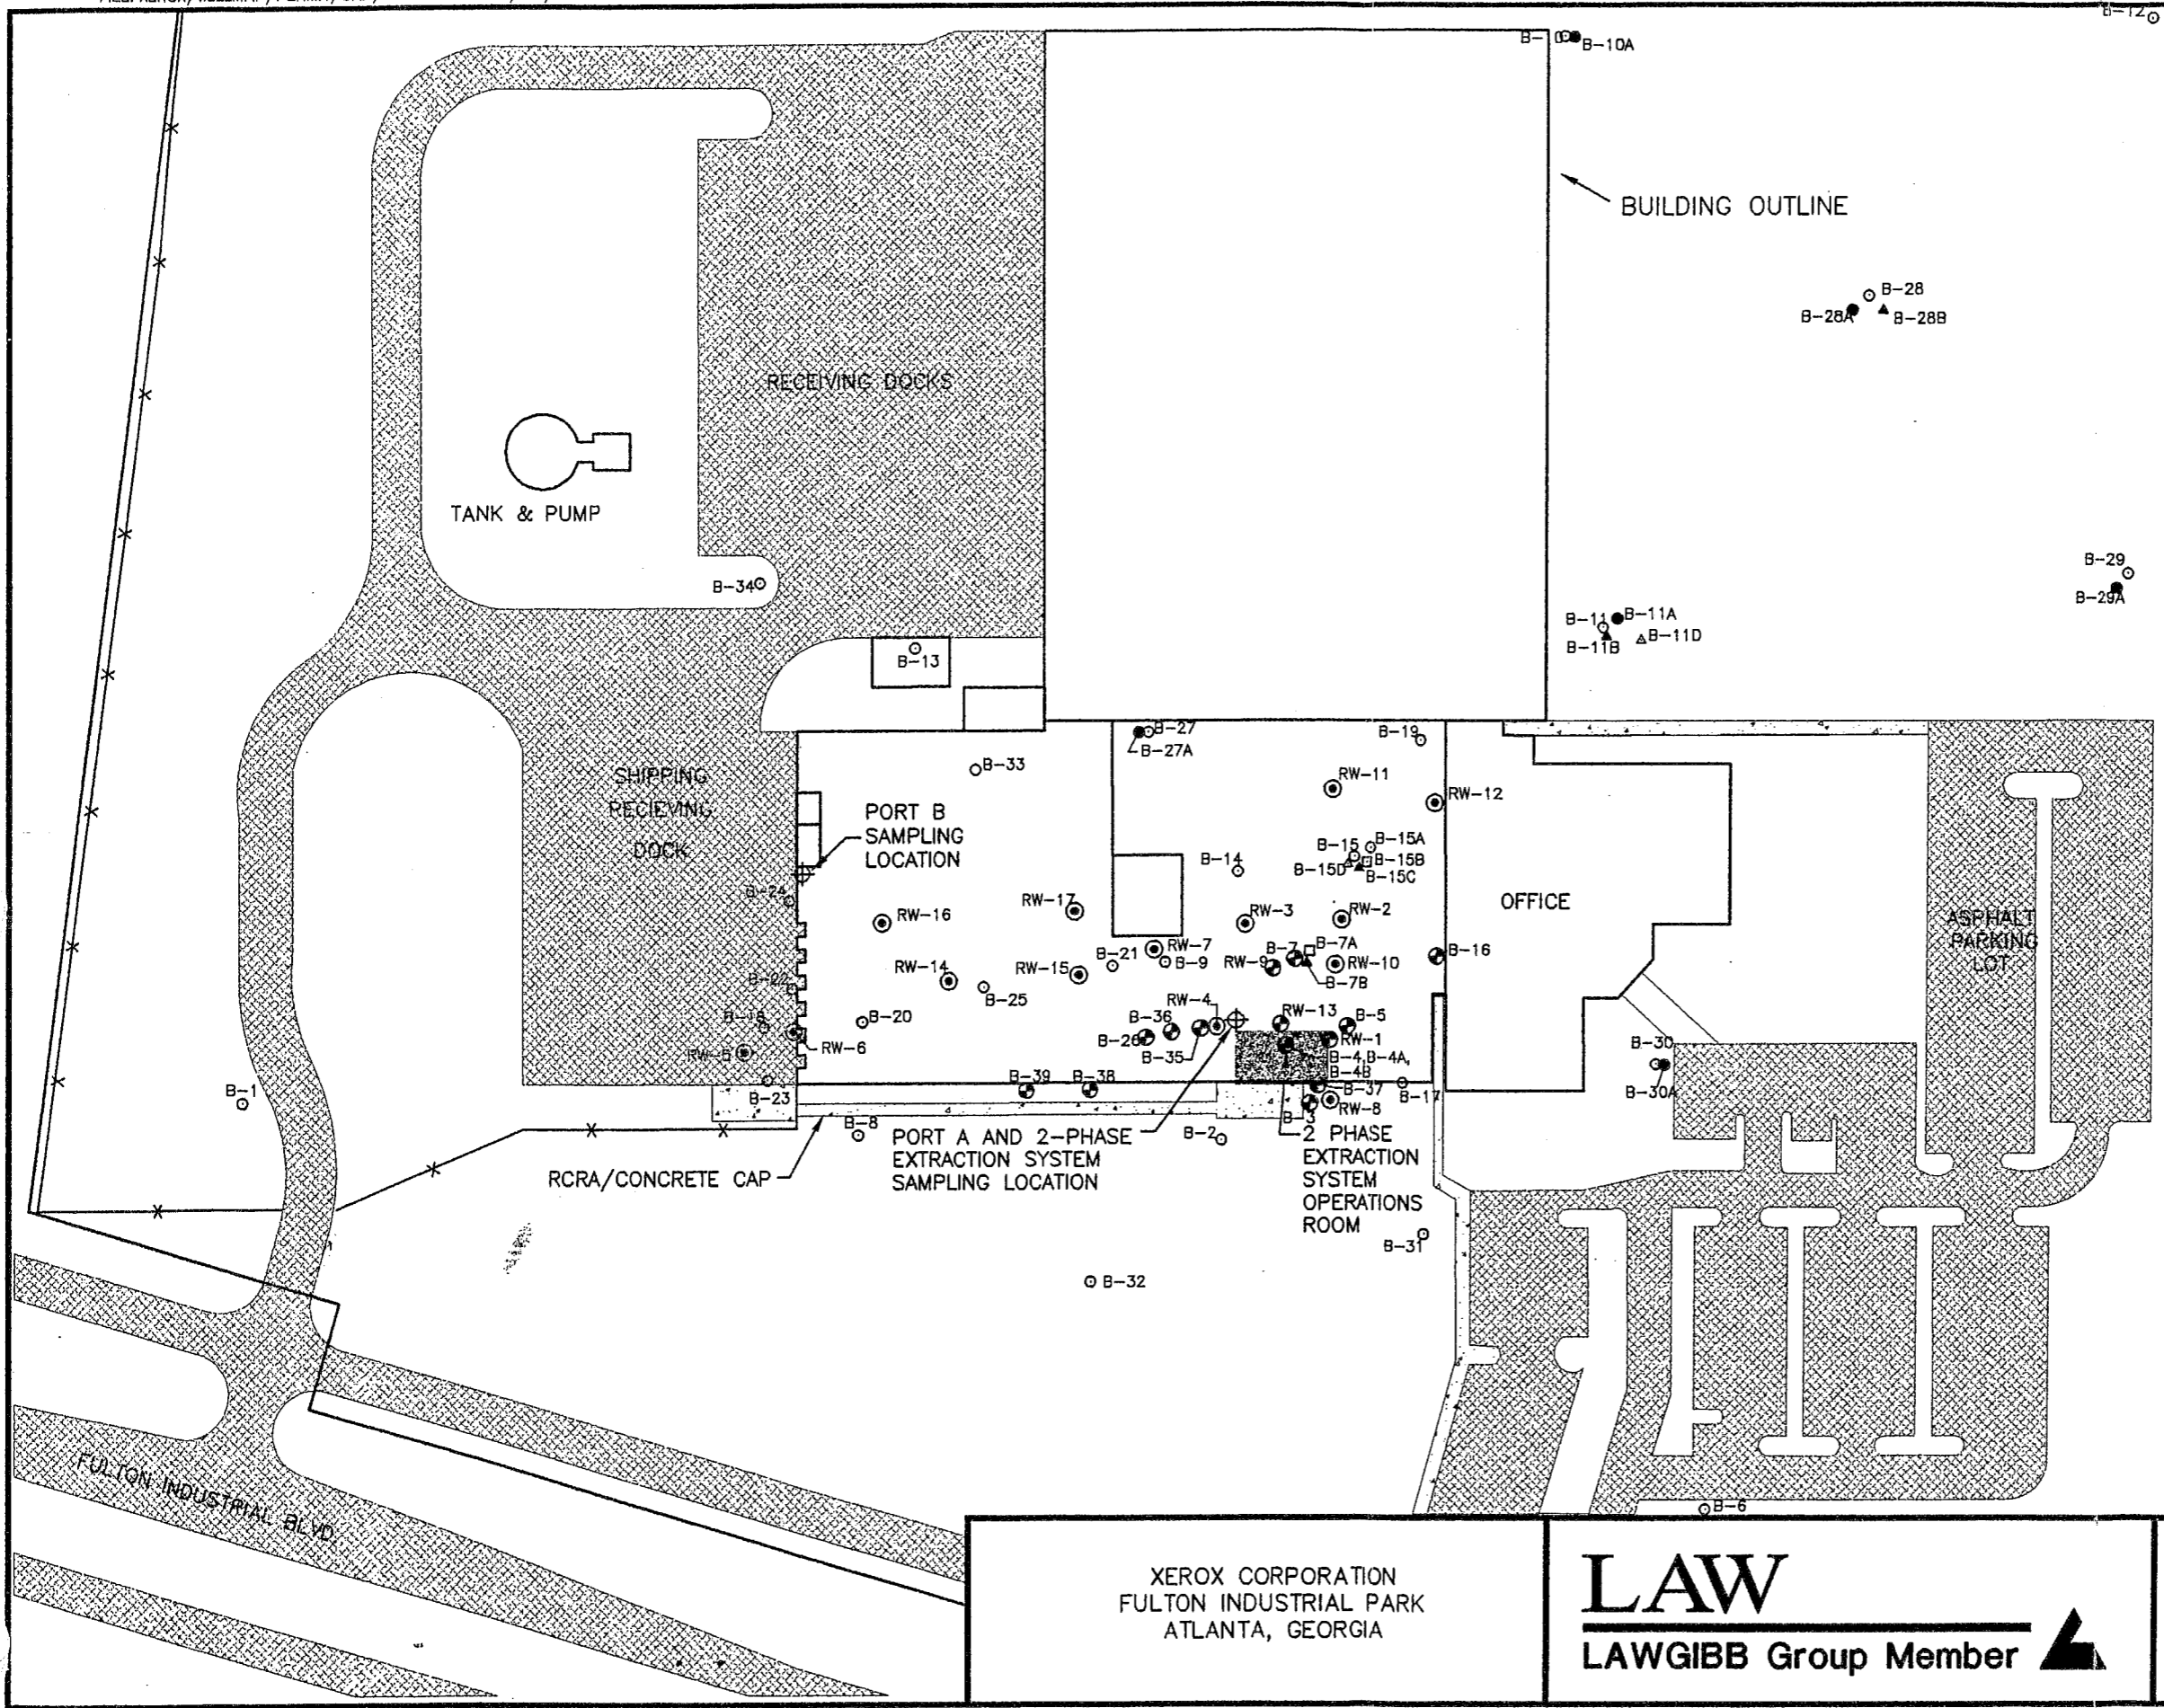 B-12
B-10
B-10A
BUILDING OUTLINE
B-28
B-28A
B-28B
RECEIVING DOCKS
TANK & PUMP
B-34
B-29
B-29A
B-11
B-11A
B-11B
B-11D
B-13
B-27
B-27A
B-19
B-33
RW-11
RW-12
SHIPPING
RECIEVING
DOCK
PORT B
SAMPLING
LOCATION
B-15
B-15A
B-15B
B-15D
B-15C
B-14
B-24
RW-16
RW-17
RW-3
RW-2
OFFICE
ASPHALT
PARKING
LOT
RW-7
B-9
B-21
B-7
B-7A
RW-9
RW-10
B-7B
B-16
RW-14
RW-15
B-25
B-22
B-20
B-18
RW-5
RW-6
RW-4
B-36
B-26
B-35
RW-13
B-5
RW-1
B-4, B-4A,
B-4B
B-37
B-17
RW-8
B-3
B-30
B-30A
B-1
B-23
B-39
B-38
B-8
B-2
PORT A AND 2-PHASE
EXTRACTION SYSTEM
SAMPLING LOCATION
2 PHASE
EXTRACTION
SYSTEM
OPERATIONS
ROOM
RCRA/CONCRETE CAP
B-31
B-32
FULTON INDUSTRIAL BLVD.
B-6
XEROX CORPORATION
FULTON INDUSTRIAL PARK
ATLANTA, GEORGIA
LAW
LAWGIBB Group Member